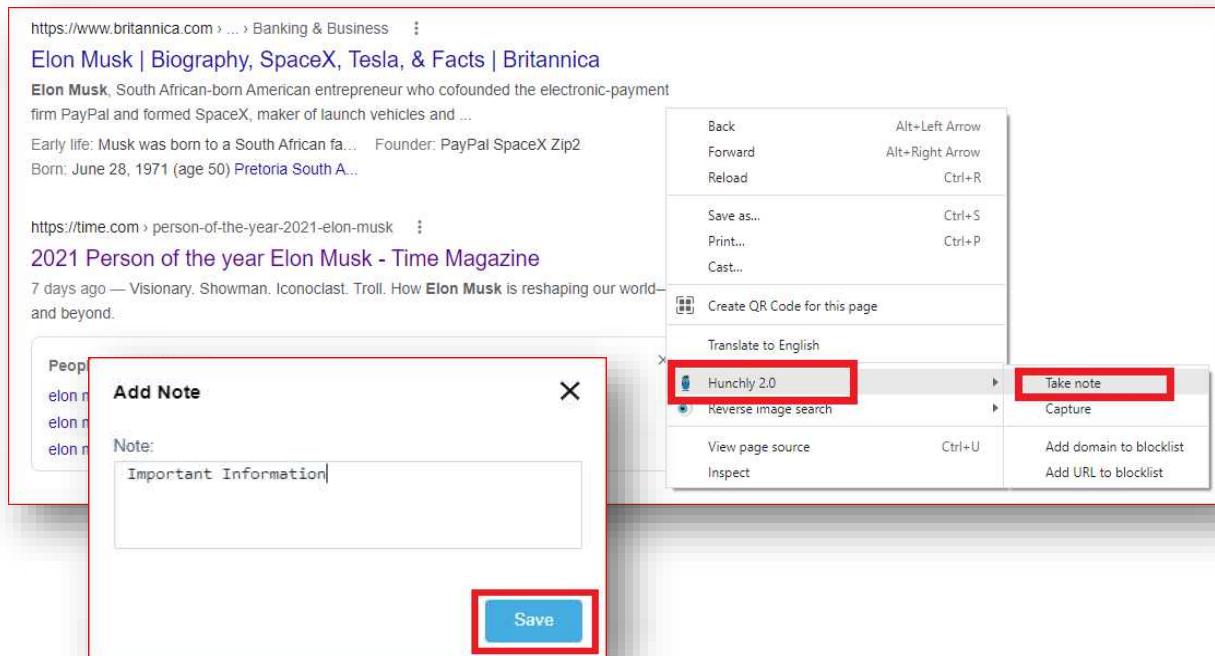 https://www.britannica.com › ... › Banking & Business
Elon Musk | Biography, SpaceX, Tesla, & Facts | Britannica
Elon Musk, South African-born American entrepreneur who cofounded the electronic-payment
firm PayPal and formed SpaceX, maker of launch vehicles and ...
Early life: Musk was born to a South African fa... Founder: PayPal SpaceX Zip2
Born: June 28, 1971 (age 50) Pretoria South A...
https://time.com › person-of-the-year-2021-elon-musk
2021 Person of the year Elon Musk - Time Magazine
7 days ago — Visionary. Showman. Iconoclast. Troll. How Elon Musk is reshaping our world—
and beyond.
Peopl
elon
elon
elon
Add Note
Note:
Important Information
Save
Back Alt+Left Arrow
Forward Alt+Right Arrow
Reload Ctrl+R
Save as... Ctrl+S
Print... Ctrl+P
Cast...
Create QR Code for this page
Translate to English
Hunchly 2.0
Reverse image search
View page source Ctrl+U
Inspect
Take note
Capture
Add domain to blocklist
Add URL to blocklist